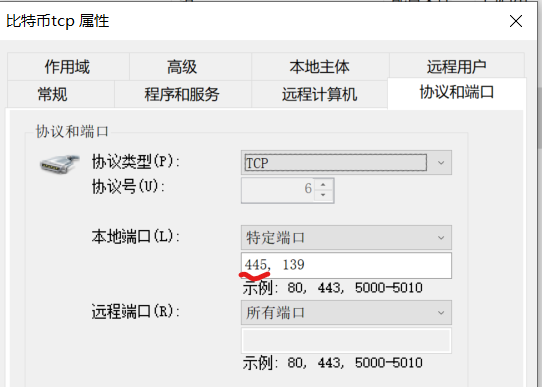 比特币tcp 属性
作用域 高级 本地主体 远程用户
常规 程序和服务 远程计算机 协议和端口
协议和端口
协议类型(P): TCP
协议号(U): 6
本地端口(L): 特定端口
445, 139
示例: 80, 443, 5000-5010
远程端口(R): 所有端口
示例: 80, 443, 5000-5010